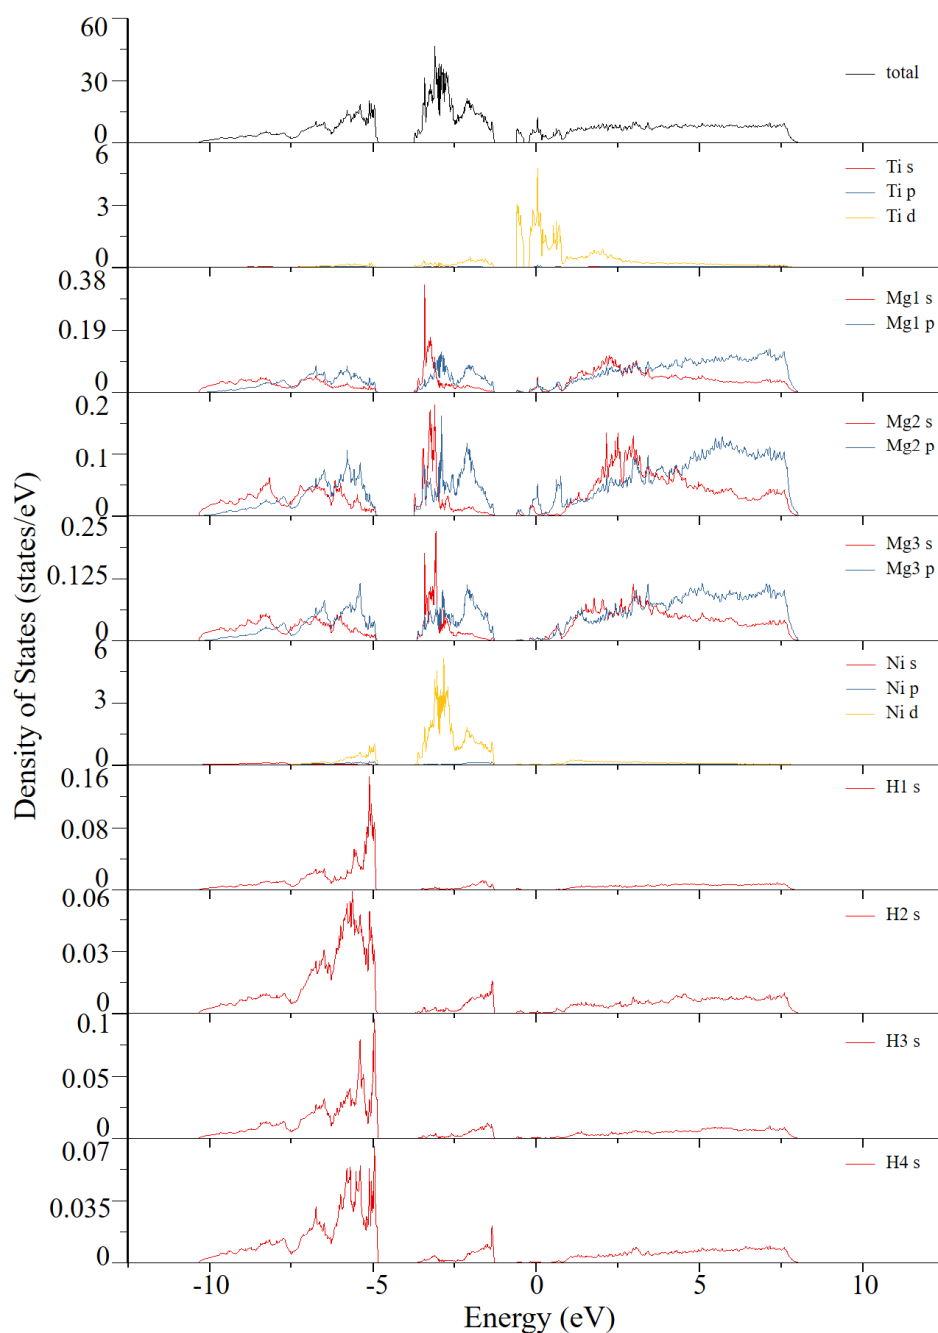 60
30
0
total
6
3
0
Ti s
Ti p
Ti d
0.38
0.19
0
Mg1 s
Mg1 p
0.2
0.1
0
Mg2 s
Mg2 p
0.25
0.125
0
Mg3 s
Mg3 p
6
3
0
Ni s
Ni p
Ni d
0.16
0.08
0
H1 s
0.06
0.03
0
H2 s
0.1
0.05
0
H3 s
0.07
0.035
0
H4 s
Density of States (states/eV)
-10
-5
0
5
10
Energy (eV)